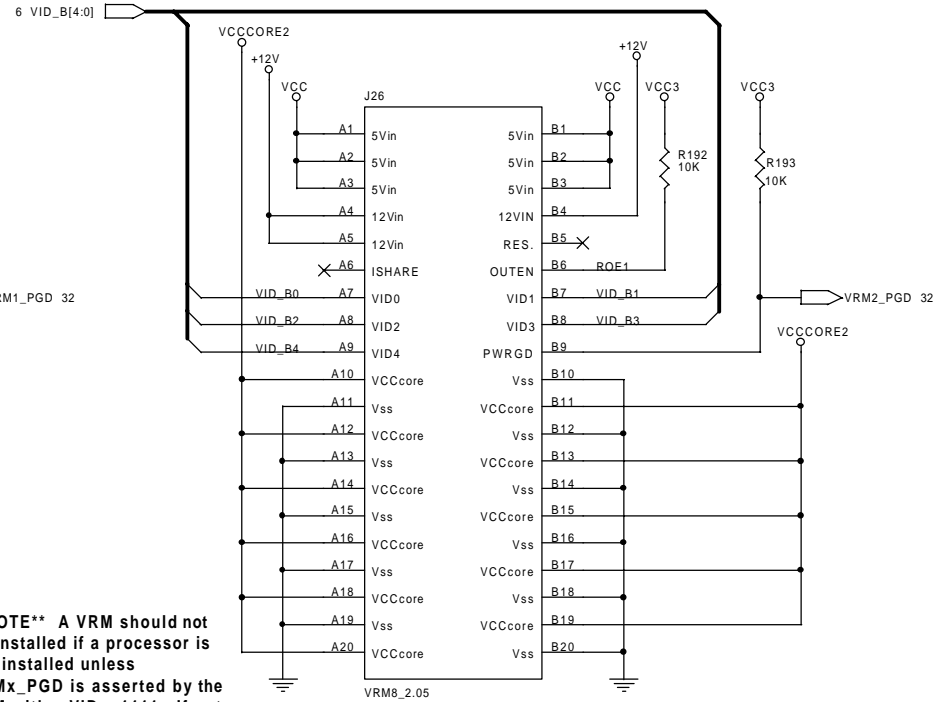 6 VID_B[4:0]
VCCCORE2
+12V
VCC
J26
VCC
+12V
VCC3
VCC3
R192
10K
R193
10K
A1 5Vin 5Vin B1
A2 5Vin 5Vin B2
A3 5Vin 5Vin B3
A4 12Vin 12VIN B4
A5 12Vin RES. B5
A6 ISHARE OUTEN B6 ROE1
RM1_PGD 32
VID_B0 A7 VID0 VID1 B7 VID_B1
VRM2_PGD 32
VID_B2 A8 VID2 VID3 B8 VID_B3
VCCCORE2
VID_B4 A9 VID4 PWRGD B9
A10 VCCcore Vss B10
A11 Vss VCCcore B11
A12 VCCcore Vss B12
A13 Vss VCCcore B13
A14 VCCcore Vss B14
A15 Vss VCCcore B15
A16 VCCcore Vss B16
A17 Vss VCCcore B17
A18 VCCcore Vss B18
A19 Vss VCCcore B19
A20 VCCcore Vss B20
VRM8_2.05
OTE** A VRM should not
nstalled if a processor is
installed unless
Mx_PGD is asserted by the